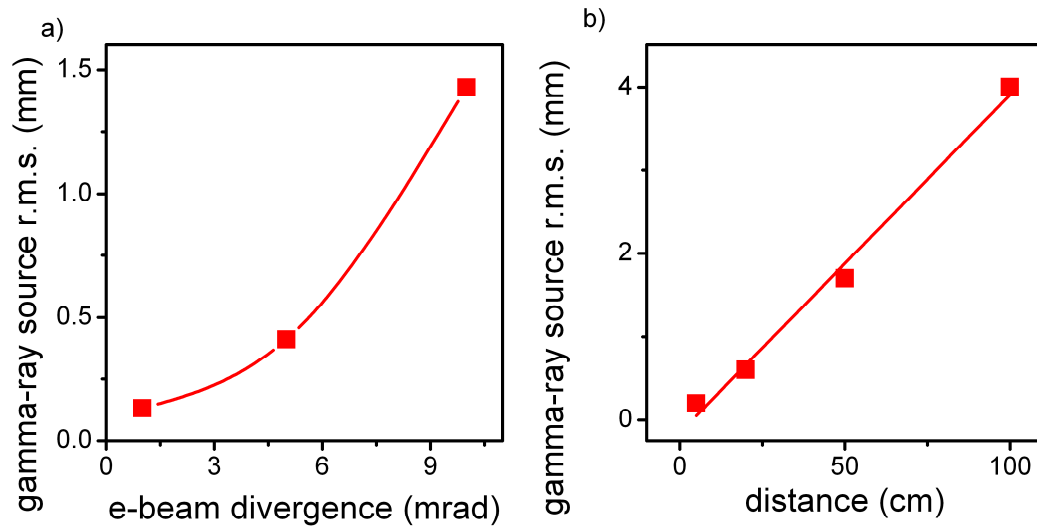 a)
gamma-ray source r.m.s. (mm)
1.5
1.0
0.5
0.0
0
3
6
9
e-beam divergence (mrad)
b)
gamma-ray source r.m.s. (mm)
4
2
0
0
50
100
distance (cm)